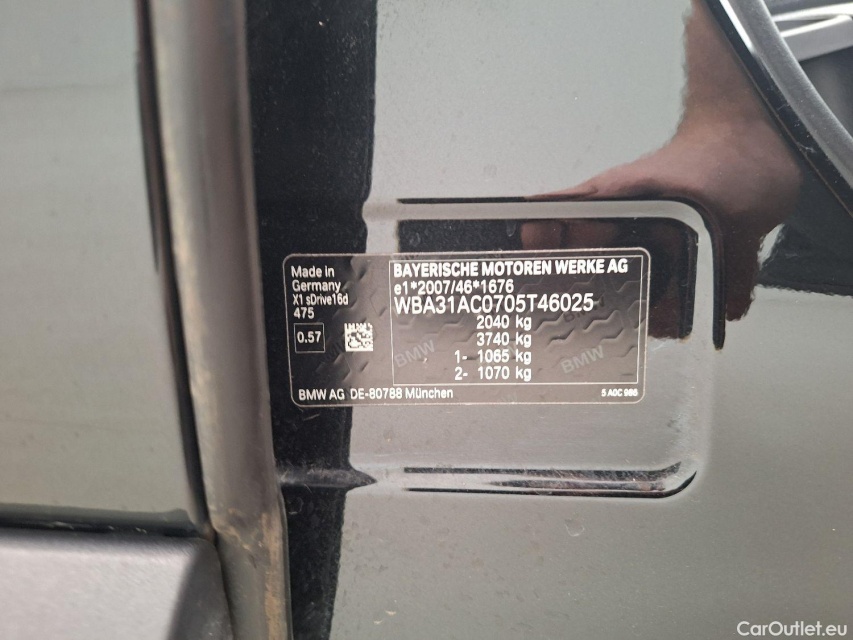 Made in
Germany
X1 sDrive16d
475
0.57
BAYERISCHE MOTOREN WERKE AG
e1*2007/46*1676
WBA31AC0705T46025
2040 kg
3740 kg
1- 1065 kg
2- 1070 kg
BMW
BMW
BMW AG DE-80788 München
5 A0C 986
CarOutlet.eu